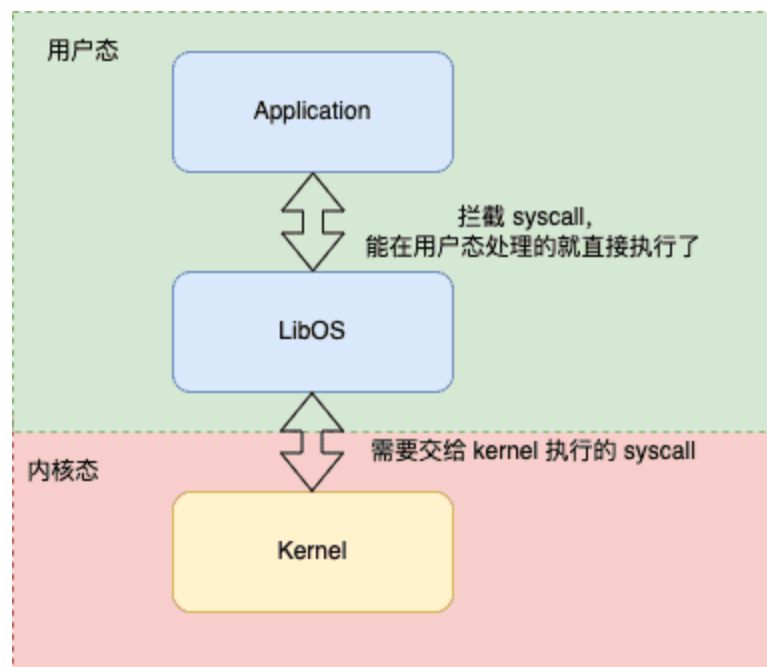 用户态
Application
拦截 syscall，
能在用户态处理的就直接执行了
LibOS
需要交给 kernel 执行的 syscall
内核态
Kernel